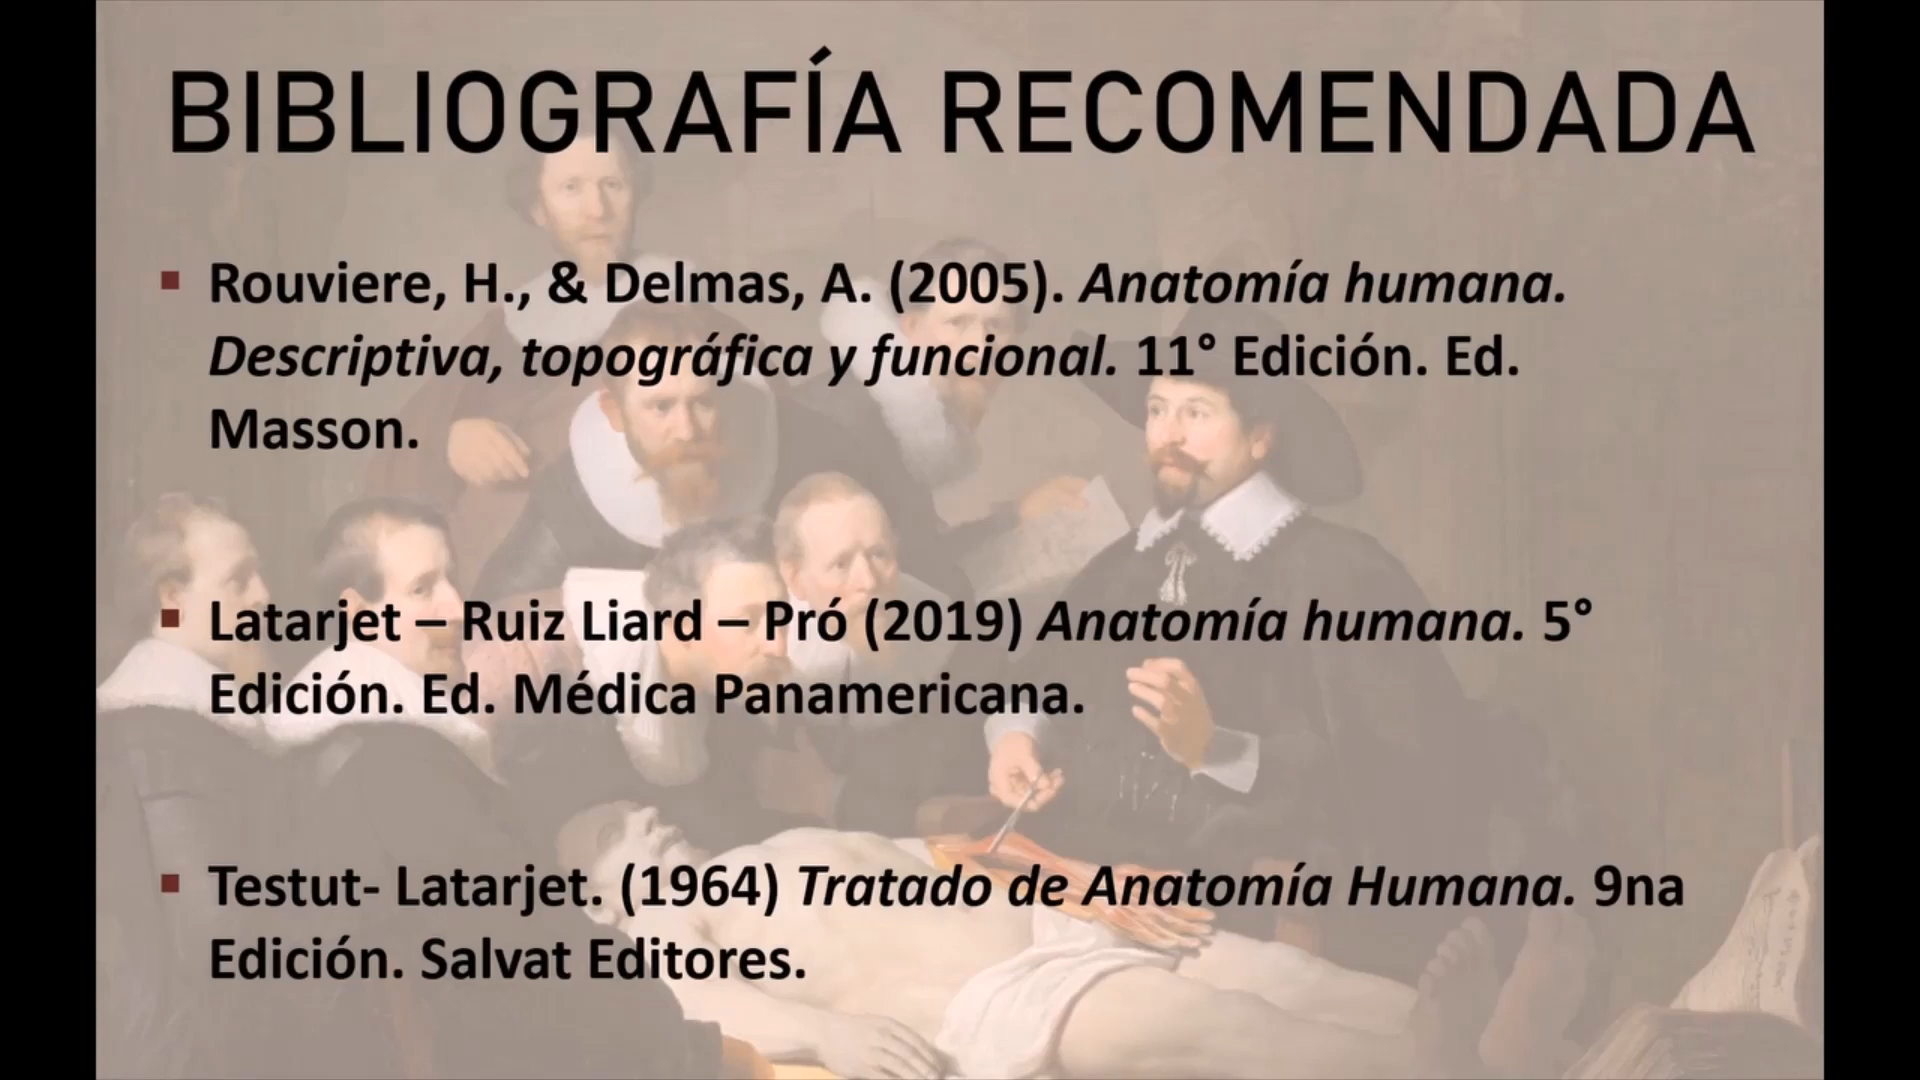 BIBLIOGRAFÍA RECOMENDADA
▪ Rouviere, H., & Delmas, A. (2005). Anatomía humana.
Descriptiva, topográfica y funcional. 11° Edición. Ed.
Masson.
▪ Latarjet – Ruiz Liard – Pró (2019) Anatomía humana. 5°
Edición. Ed. Médica Panamericana.
▪ Testut- Latarjet. (1964) Tratado de Anatomía Humana. 9na
Edición. Salvat Editores.